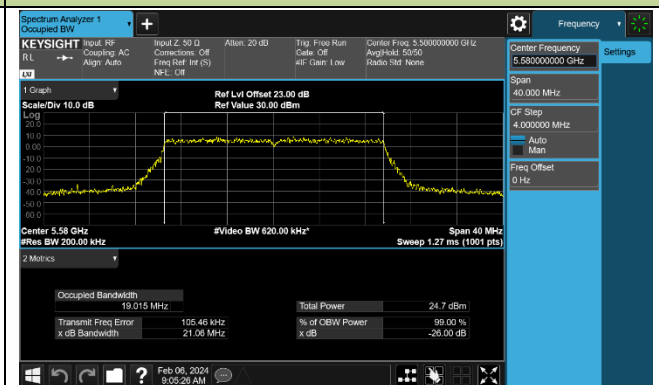 Spectrum Analyzer 1
Occupied BW
Frequency
KEYSIGHT
RL
LXI
Input: RF
Coupling: AC
Align: Auto
Input Z: 50 Ω
Corrections: Off
Freq Ref: Int (S)
NFE: Off
Atten: 20 dB
Trig: Free Run
Gate: Off
#IF Gain: Low
Center Freq: 5.580000000 GHz
Avg|Hold: 50/50
Radio Std: None
1 Graph
Scale/Div 10.0 dB
Ref Lvl Offset 23.00 dB
Ref Value 30.00 dBm
Log
20.0
10.0
0.00
-10.0
-20.0
-30.0
-40.0
-50.0
-60.0
Center 5.58 GHz
#Res BW 200.00 kHz
#Video BW 620.00 kHz*
Span 40 MHz
Sweep 1.27 ms (1001 pts)
2 Metrics
Occupied Bandwidth
19.015 MHz
Transmit Freq Error 105.46 kHz
x dB Bandwidth 21.06 MHz
Total Power 24.7 dBm
% of OBW Power 99.00 %
x dB -26.00 dB
Feb 06, 2024
9:05:26 AM
Center Frequency
5.580000000 GHz
Settings
Span
40.000 MHz
CF Step
4.000000 MHz
Auto
Man
Freq Offset
0 Hz